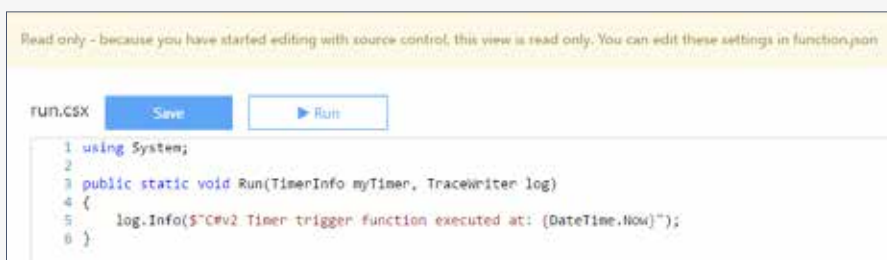 Read only - because you have started editing with source control, this view is read only. You can edit these settings in function.json
run.csx Save Run
1 using System;
2
3 public static void Run(TimerInfo myTimer, TraceWriter log)
4 {
5 log.Info($"C#v2 Timer trigger function executed at: {DateTime.Now}");
6 }